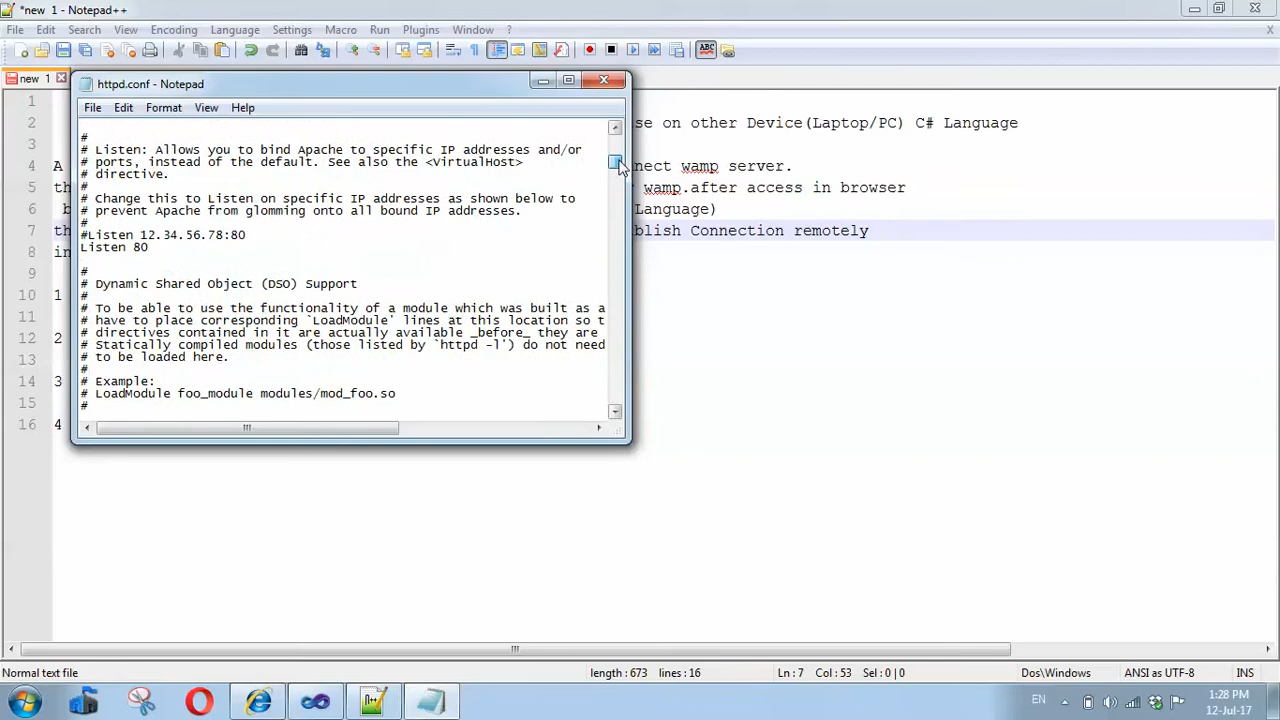 *new  1 - Notepad++
File Edit Search View Encoding Language Settings Macro Run Plugins Window ? X
new  1
httpd.conf - Notepad
File Edit Format View Help
#
# Listen: Allows you to bind Apache to specific IP addresses and/or
# ports, instead of the default. See also the <VirtualHost>
# directive.
#
# Change this to Listen on specific IP addresses as shown below to
# prevent Apache from glomming onto all bound IP addresses.
#
#Listen 12.34.56.78:80
Listen 80
#
# Dynamic Shared Object (DSO) Support
#
# To be able to use the functionality of a module which was built as a
# have to place corresponding `LoadModule' lines at this location so t
# directives contained in it are actually available _before_ they are
# Statically compiled modules (those listed by `httpd -l') do not need
# to be loaded here.
#
# Example:
# LoadModule foo_module modules/mod_foo.so
#
1
2 se on other Device(Laptop/PC) C# Language
3
4 A nnect wamp server.
5 th wamp.after access in browser
6 b Language)
7 th blish Connection remotely
8 in
9
10 1
11
12 2
13
14 3
15
16 4
Normal text file length : 673 lines : 16 Ln : 7 Col : 53 Sel : 0 | 0 Dos\Windows ANSI as UTF-8 INS
EN 1:28 PM
12-Jul-17